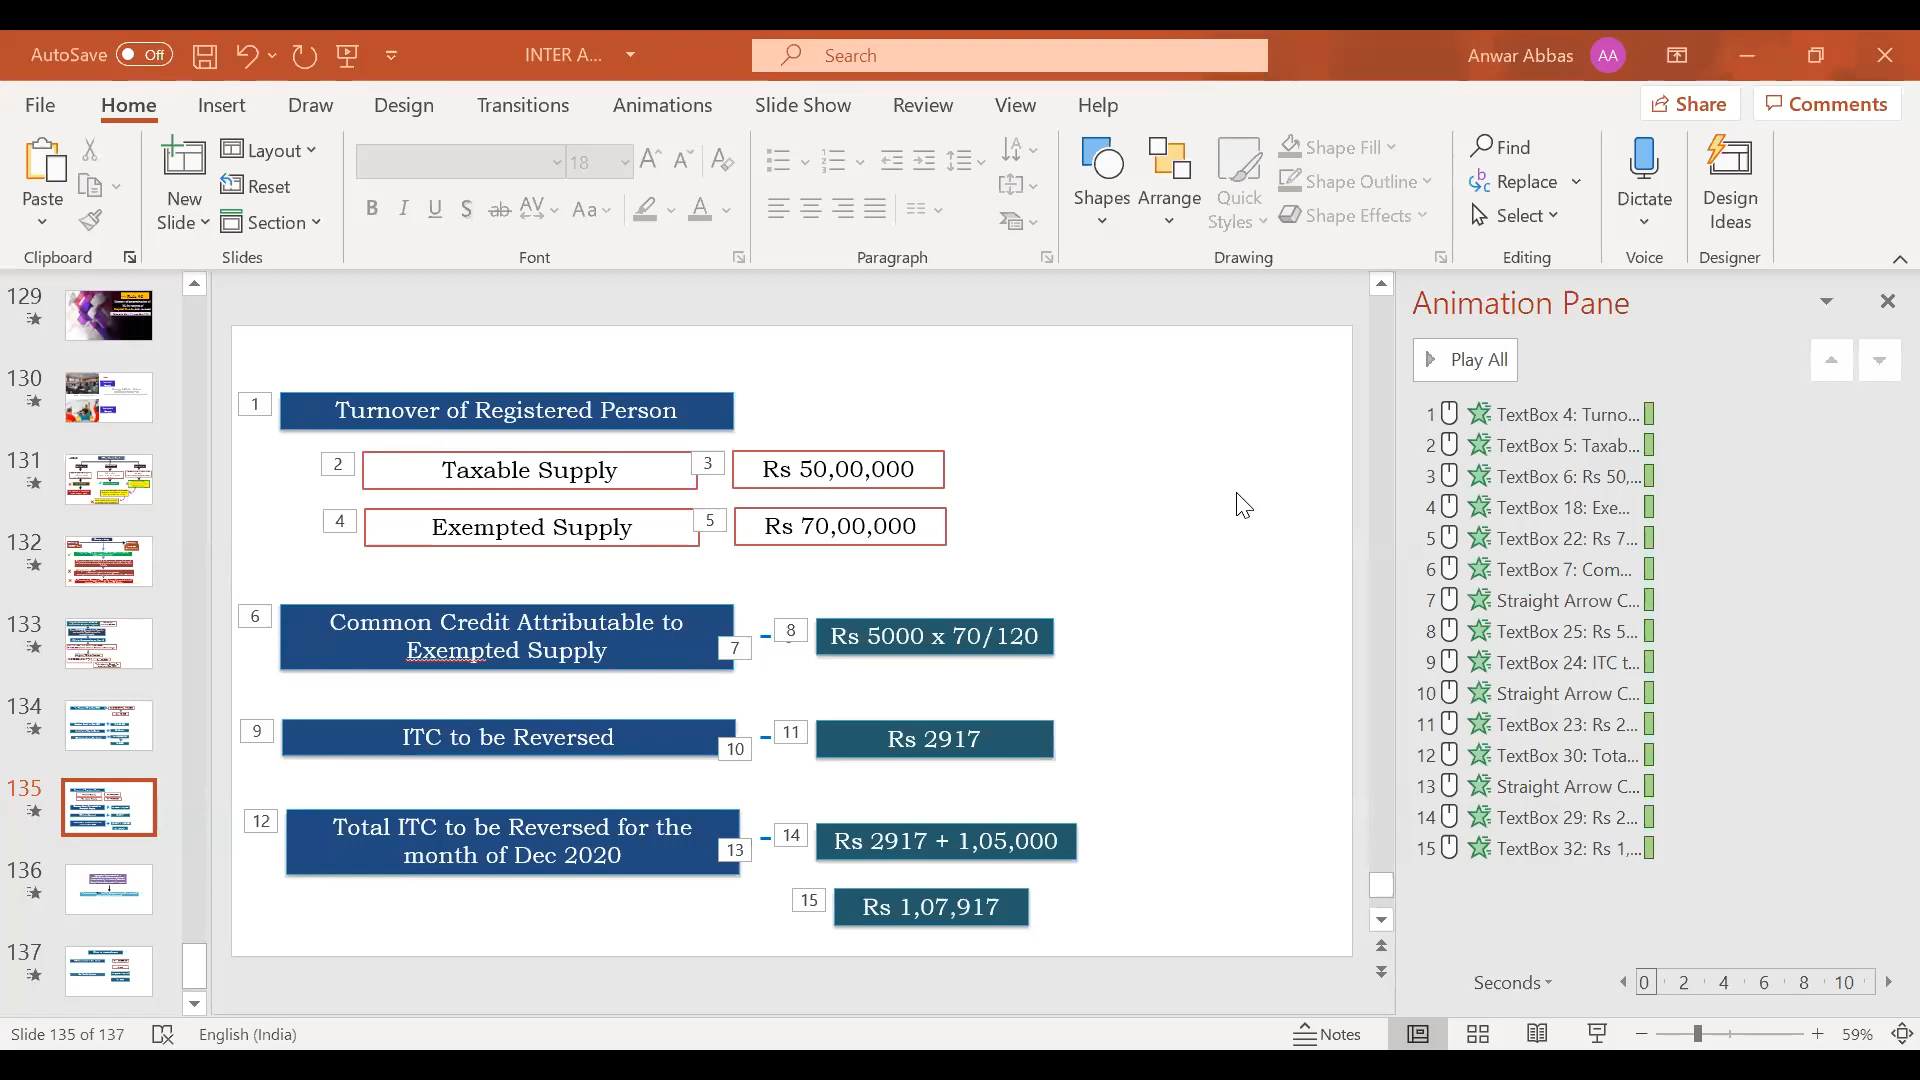 AutoSave Off INTER A... Search Anwar Abbas AA
File Home Insert Draw Design Transitions Animations Slide Show Review View Help Share Comments
Paste New Slide Layout Reset Section 18 Shapes Arrange Quick Styles Shape Fill Shape Outline Shape Effects Find Replace Select Dictate Design Ideas
Clipboard Slides Font Paragraph Drawing Editing Voice Designer
129
130
131
132
133
134
135
136
137
1 Turnover of Registered Person
2 Taxable Supply 3 Rs 50,00,000
4 Exempted Supply 5 Rs 70,00,000
6 Common Credit Attributable to
Exempted Supply 7 8 Rs 5000 x 70/120
9 ITC to be Reversed 10 11 Rs 2917
12 Total ITC to be Reversed for the
month of Dec 2020 13 14 Rs 2917 + 1,05,000
15 Rs 1,07,917
Animation Pane
Play All
1 TextBox 4: Turno...
2 TextBox 5: Taxab...
3 TextBox 6: Rs 50,...
4 TextBox 18: Exe...
5 TextBox 22: Rs 7...
6 TextBox 7: Com...
7 Straight Arrow C...
8 TextBox 25: Rs 5...
9 TextBox 24: ITC t...
10 Straight Arrow C...
11 TextBox 23: Rs 2...
12 TextBox 30: Tota...
13 Straight Arrow C...
14 TextBox 29: Rs 2...
15 TextBox 32: Rs 1,...
Seconds 0 2 4 6 8 10
Slide 135 of 137 English (India) Notes 59%